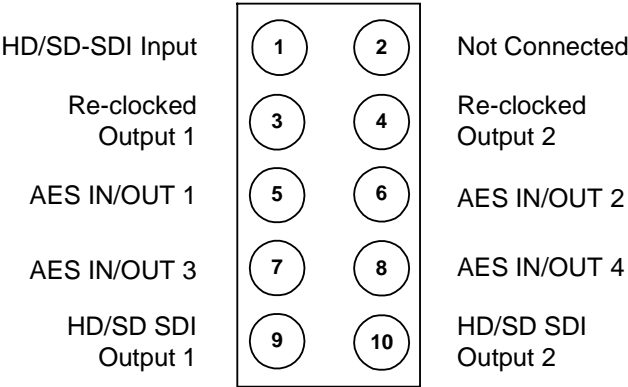 HD/SD-SDI Input 1 2 Not Connected
Re-clocked Output 1 3 4 Re-clocked Output 2
AES IN/OUT 1 5 6 AES IN/OUT 2
AES IN/OUT 3 7 8 AES IN/OUT 4
HD/SD SDI Output 1 9 10 HD/SD SDI Output 2